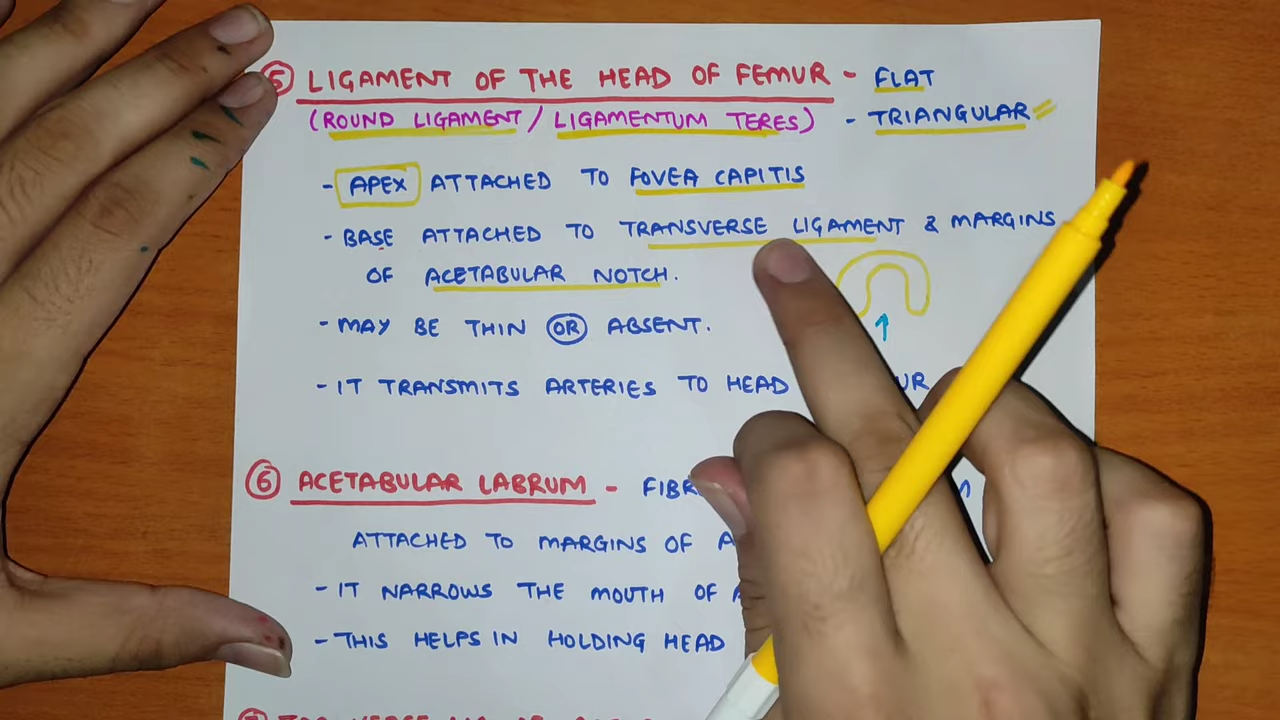 ⑤ LIGAMENT OF THE HEAD OF FEMUR - FLAT
(ROUND LIGAMENT / LIGAMENTUM TERES) - TRIANGULAR
- APEX ATTACHED TO FOVEA CAPITIS
- BASE ATTACHED TO TRANSVERSE LIGAMENT & MARGINS
OF ACETABULAR NOTCH.
- MAY BE THIN OR ABSENT.
- IT TRANSMITS ARTERIES TO HEAD
⑥ ACETABULAR LABRUM -
ATTACHED TO MARGINS OF
- IT NARROWS THE MOUTH OF
- THIS HELPS IN HOLDING HEAD